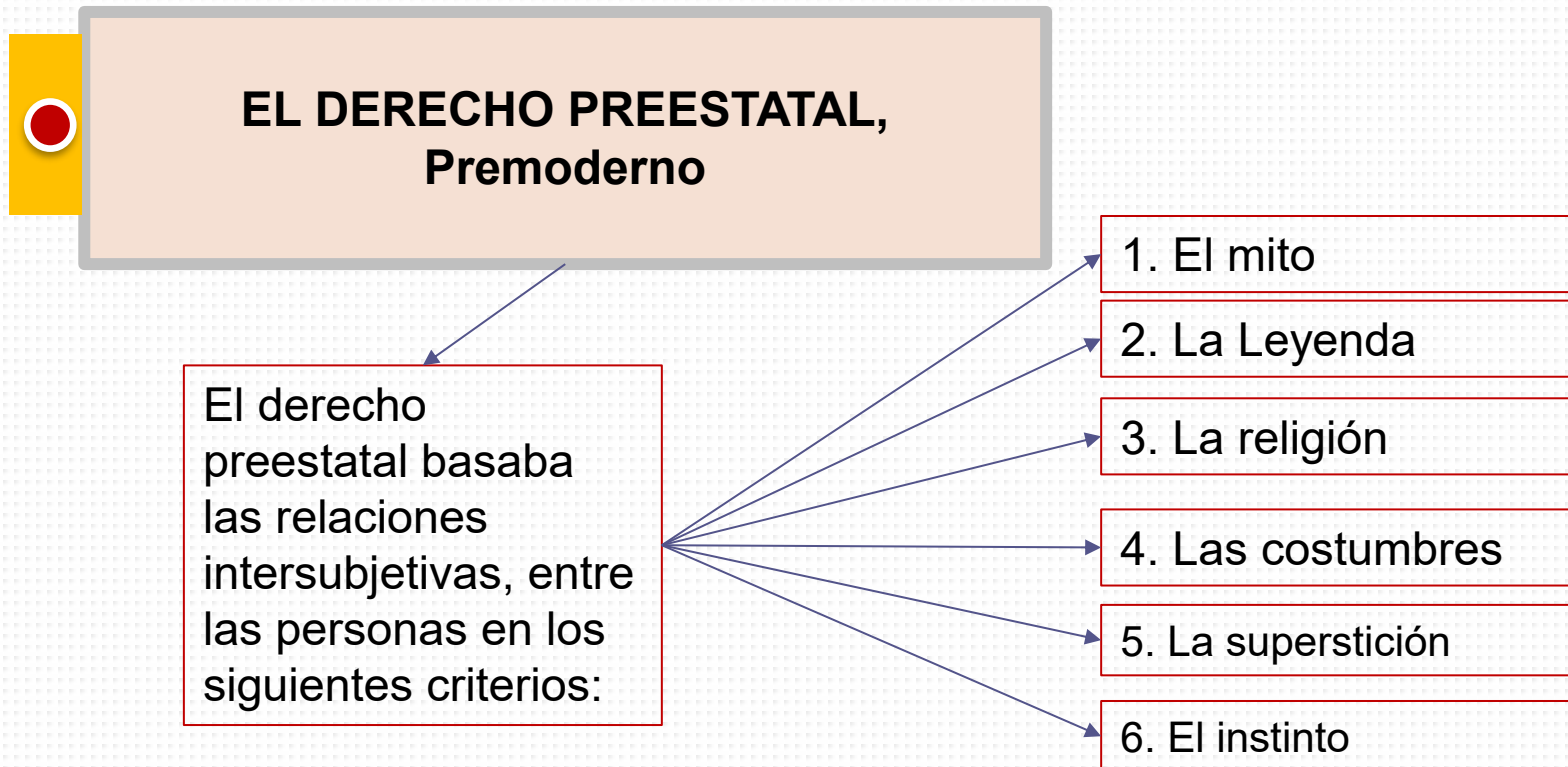 EL DERECHO PREESTATAL,
Premoderno
El derecho
preestatal basaba
las relaciones
intersubjetivas, entre
las personas en los
siguientes criterios:
1. El mito
2. La Leyenda
3. La religión
4. Las costumbres
5. La superstición
6. El instinto